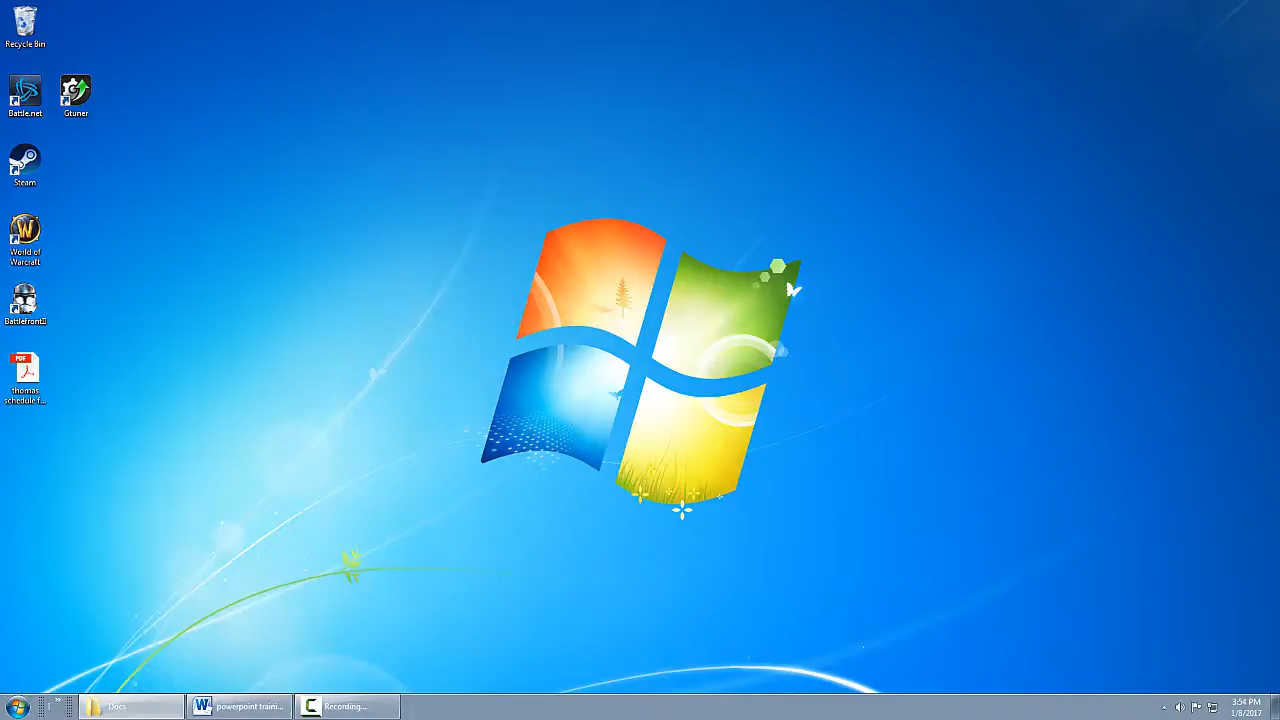 Recycle Bin
Battle.net
Gtuner
Steam
World of
Warcraft
BattlefrontII
PDF
thomas
schedule f...
Docs
powerpoint traini...
Recording...
3:54 PM
1/8/2017